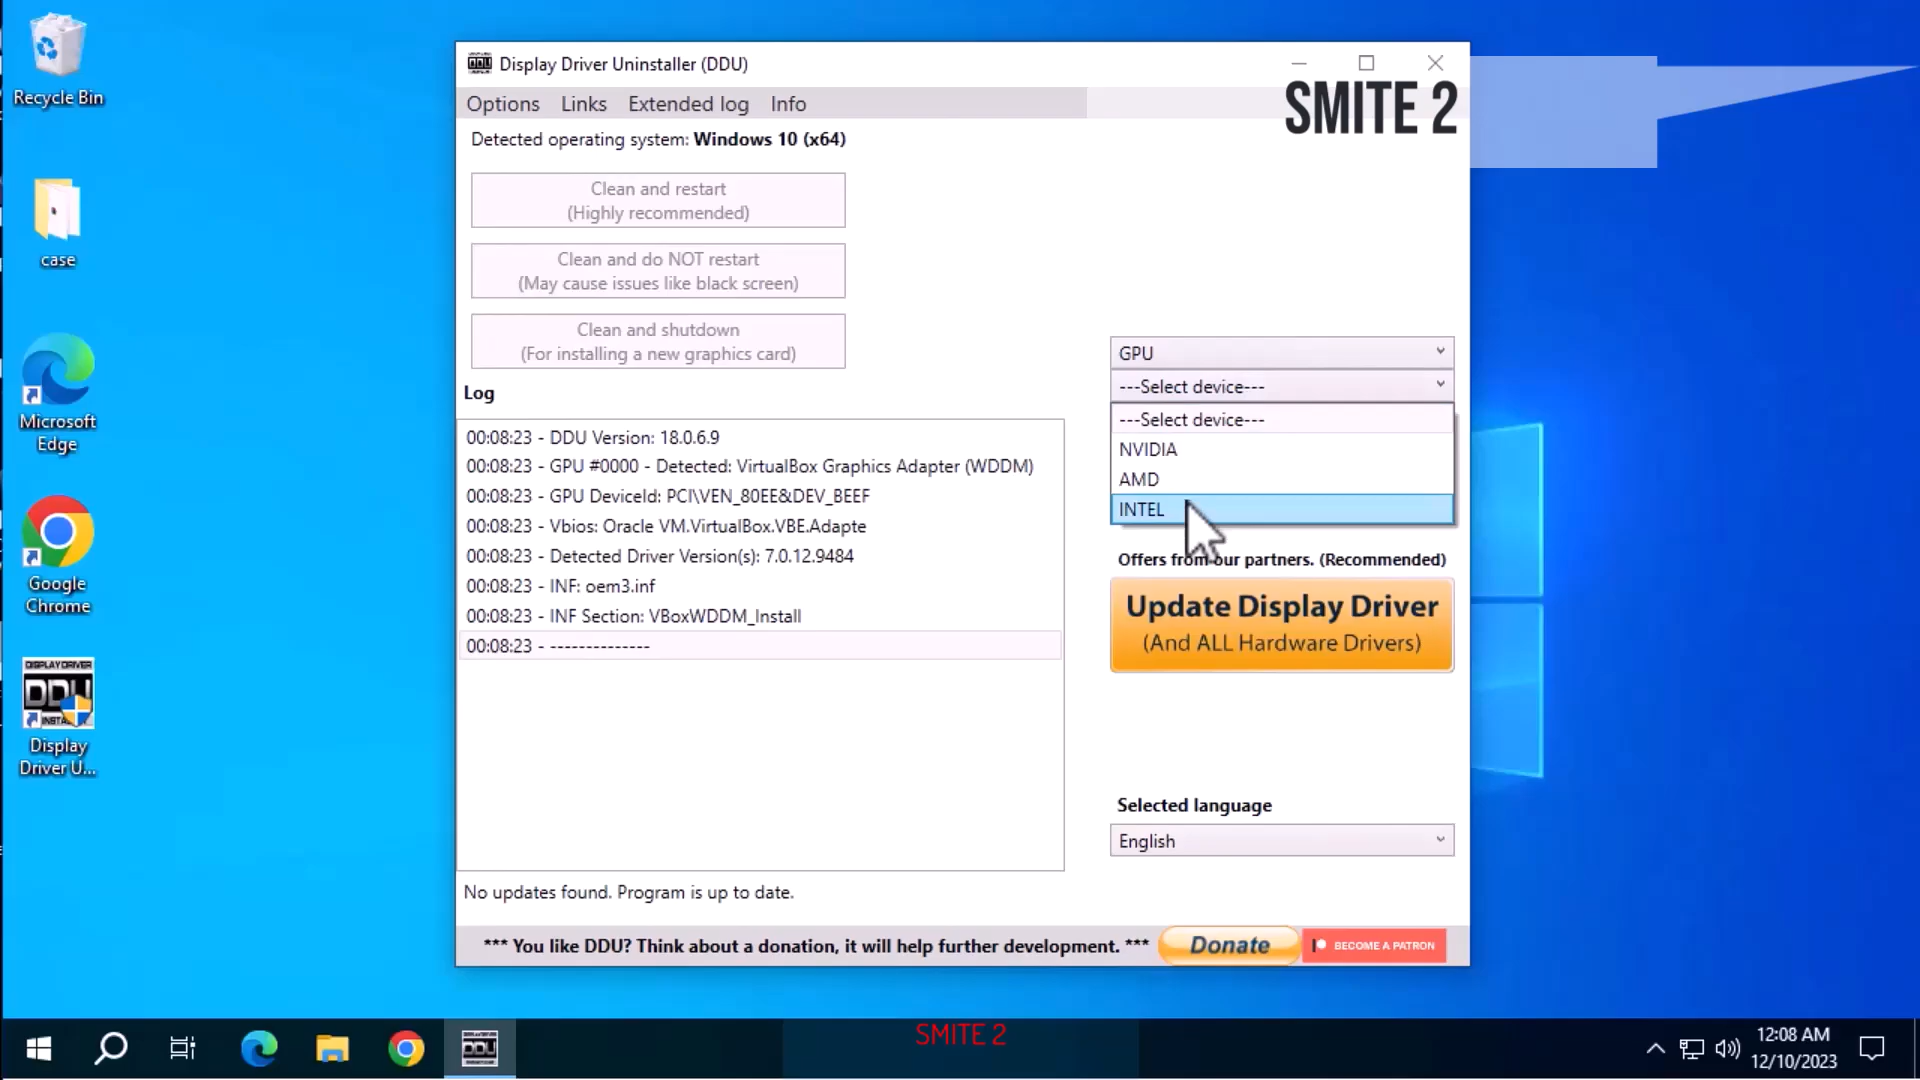 Recycle Bin
case
Microsoft
Edge
Google
Chrome
DISPLAY DRIVER
DDU
Display
Driver U...
Display Driver Uninstaller (DDU)
SMITE 2
Options Links Extended log Info
Detected operating system: Windows 10 (x64)
Clean and restart
(Highly recommended)
Clean and do NOT restart
(May cause issues like black screen)
Clean and shutdown
(For installing a new graphics card)
Log
00:08:23 - DDU Version: 18.0.6.9
00:08:23 - GPU #0000 - Detected: VirtualBox Graphics Adapter (WDDM)
00:08:23 - GPU DeviceId: PCI\VEN_80EE&DEV_BEEF
00:08:23 - Vbios: Oracle VM.VirtualBox.VBE.Adapte
00:08:23 - Detected Driver Version(s): 7.0.12.9484
00:08:23 - INF: oem3.inf
00:08:23 - INF Section: VBoxWDDM_Install
00:08:23 - --------------
No updates found. Program is up to date.
GPU
---Select device---
---Select device---
NVIDIA
AMD
INTEL
Offers from our partners. (Recommended)
Update Display Driver
(And ALL Hardware Drivers)
Selected language
English
*** You like DDU? Think about a donation, it will help further development. ***
Donate
BECOME A PATRON
DDU
SMITE 2
12:08 AM
12/10/2023